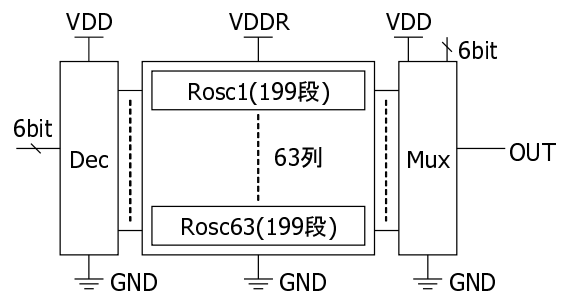 VDD
VDDR
VDD
6bit
Rosc1(199段)
6bit
Dec
63列
Mux
OUT
Rosc63(199段)
GND
GND
GND